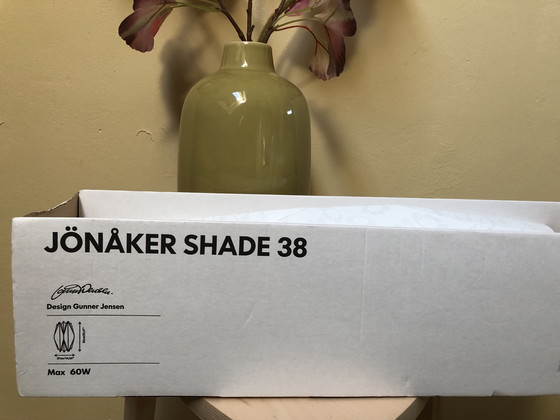 JÖNÅKER SHADE 38
Design Gunner Jensen
Max 60W